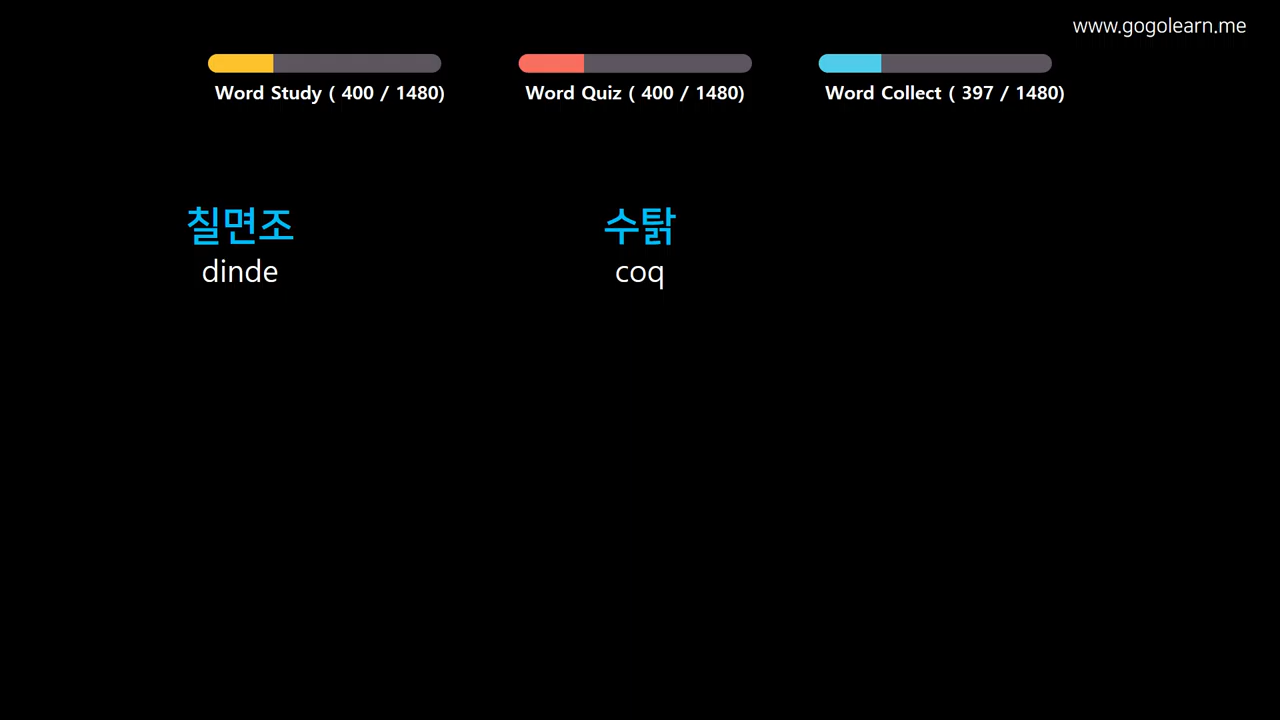 www.gogolearn.me
Word Study ( 400 / 1480)
Word Quiz ( 400 / 1480)
Word Collect ( 397 / 1480)
칠면조
dinde
수탉
coq